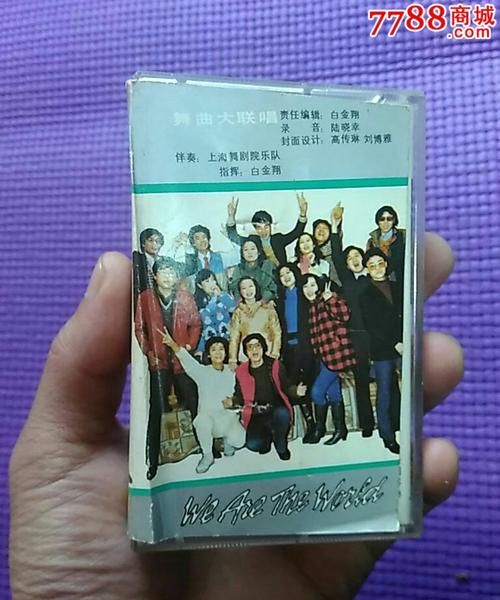 7788商城
舞曲大联唱
责任编辑：白金翔
录　音：陆晓幸
封面设计：高传琳 刘博雅
伴奏：上海舞剧院乐队
指挥：白金翔
We Are The World